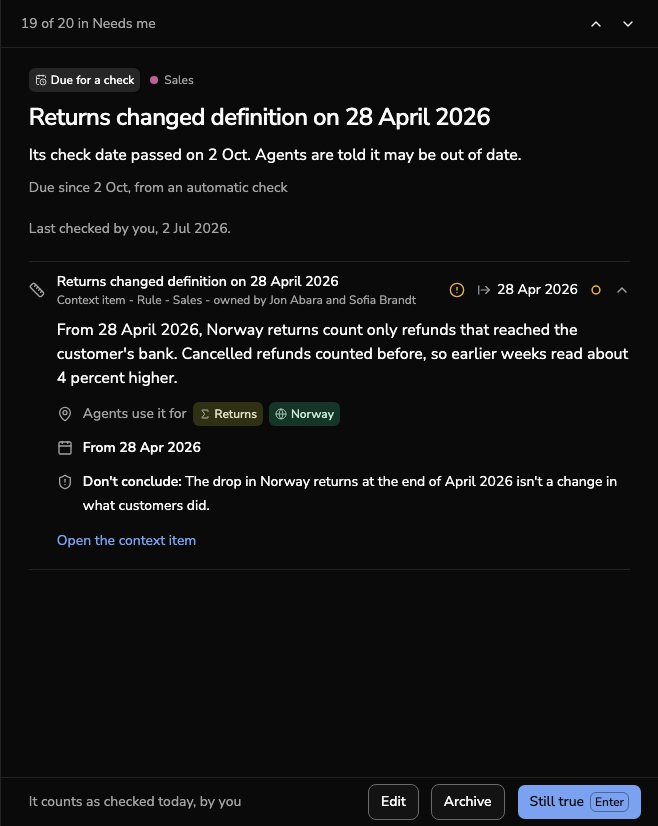 19 of 20 in Needs me
Due for a check
Sales
Returns changed definition on 28 April 2026
Its check date passed on 2 Oct. Agents are told it may be out of date.
Due since 2 Oct, from an automatic check
Last checked by you, 2 Jul 2026.
Returns changed definition on 28 April 2026
Context item - Rule - Sales - owned by Jon Abara and Sofia Brandt
28 Apr 2026
From 28 April 2026, Norway returns count only refunds that reached the
customer's bank. Cancelled refunds counted before, so earlier weeks read about
4 percent higher.
Agents use it for
Returns
Norway
From 28 Apr 2026
Don't conclude: The drop in Norway returns at the end of April 2026 isn't a change in
what customers did.
Open the context item
It counts as checked today, by you
Edit
Archive
Still true Enter